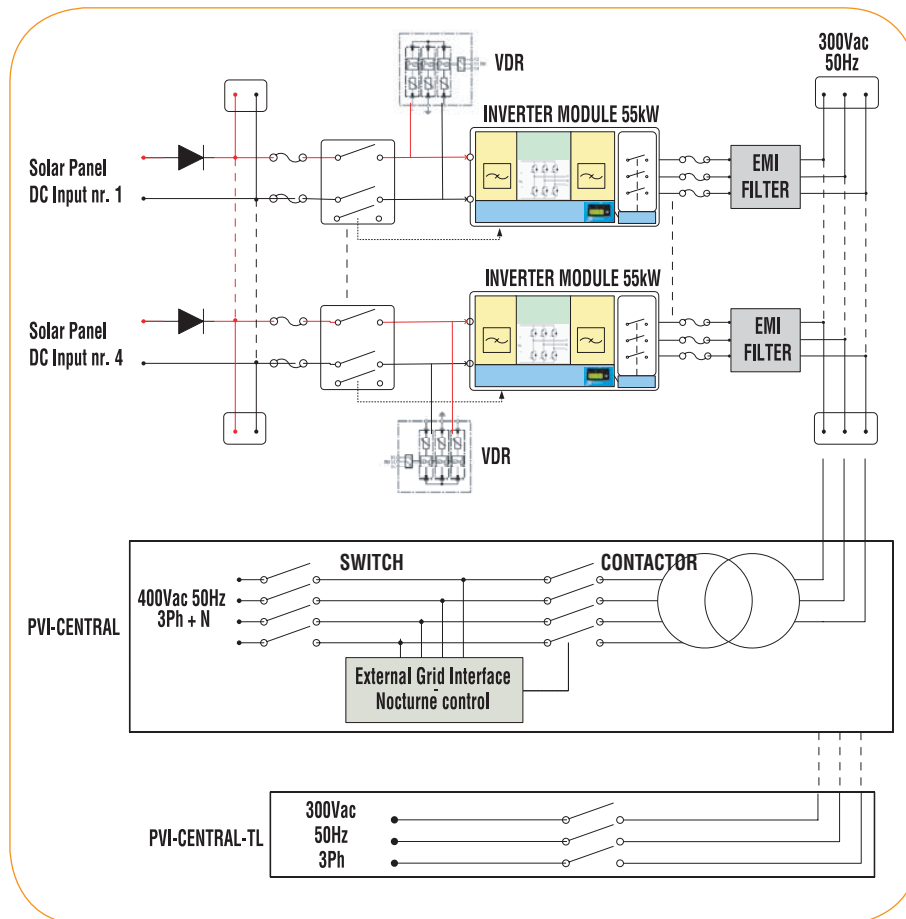 VDR
300Vac
50Hz
INVERTER MODULE 55kW
Solar Panel
DC Input nr. 1
EMI
FILTER
INVERTER MODULE 55kW
Solar Panel
DC Input nr. 4
EMI
FILTER
VDR
SWITCH
CONTACTOR
400Vac 50Hz
3Ph + N
PVI-CENTRAL
External Grid Interface
-
Nocturne control
300Vac
50Hz
3Ph
PVI-CENTRAL-TL